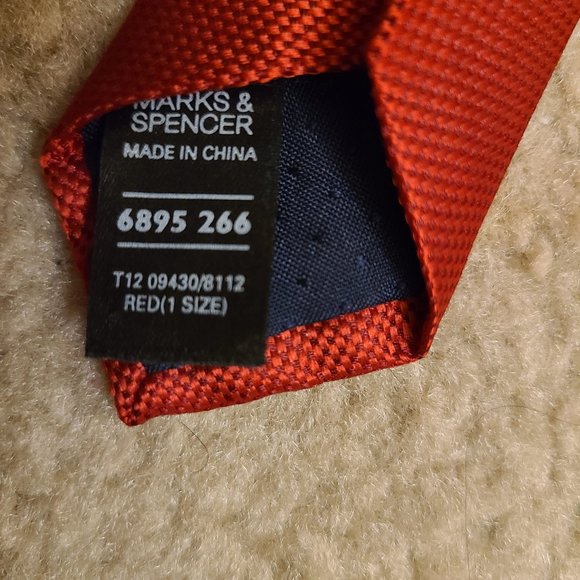 MARKS &
SPENCER
MADE IN CHINA
6895 266
T12 09430/8112
RED(1 SIZE)